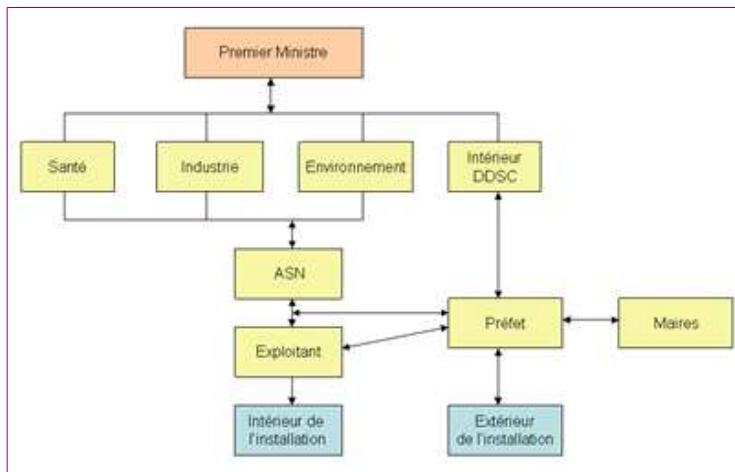 Premier Ministre
Santé
Industrie
Environnement
Intérieur
DDSC
ASN
Préfet
Maires
Exploitant
Intérieur de
l'installation
Extérieur
de l'installation